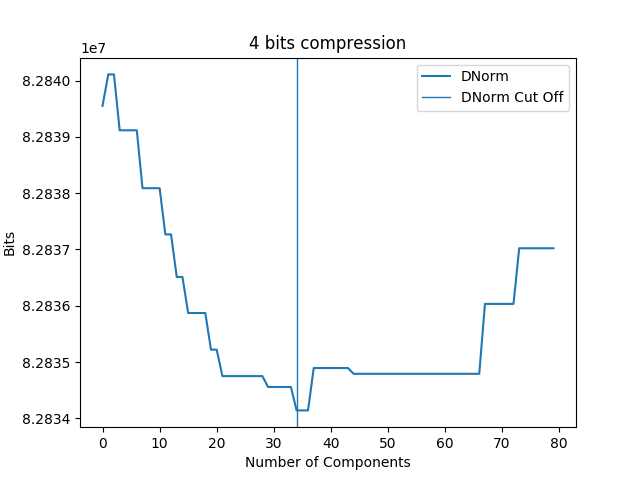 4 bits compression
1e7
DNorm
DNorm Cut Off
8.2840
8.2839
8.2838
8.2837
8.2836
8.2835
8.2834
Bits
0 10 20 30 40 50 60 70 80
Number of Components